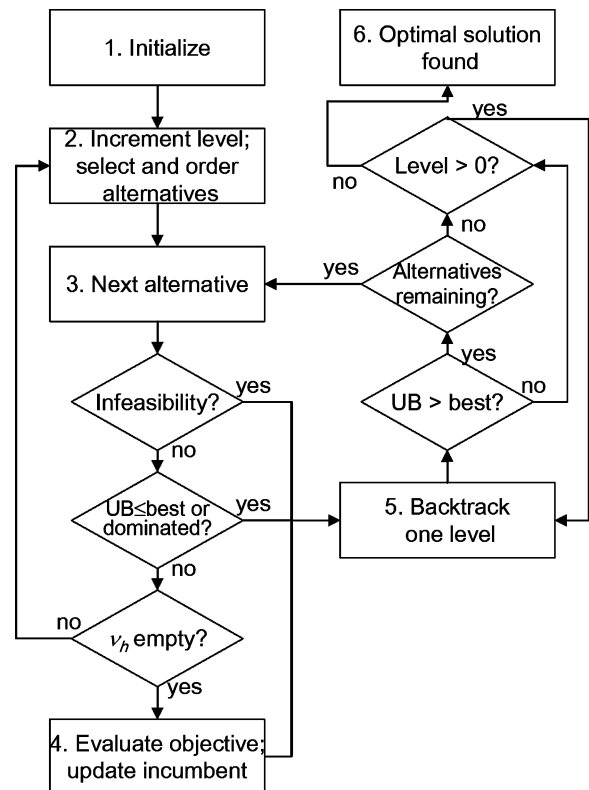 1. Initialize
2. Increment level;
select and order
alternatives
3. Next alternative
Infeasibility?
yes
no
UB≤best or
dominated?
yes
no
νh empty?
no
yes
4. Evaluate objective;
update incumbent
6. Optimal solution
found
yes
Level > 0?
no
no
Alternatives
remaining?
yes
yes
UB > best?
no
5. Backtrack
one level